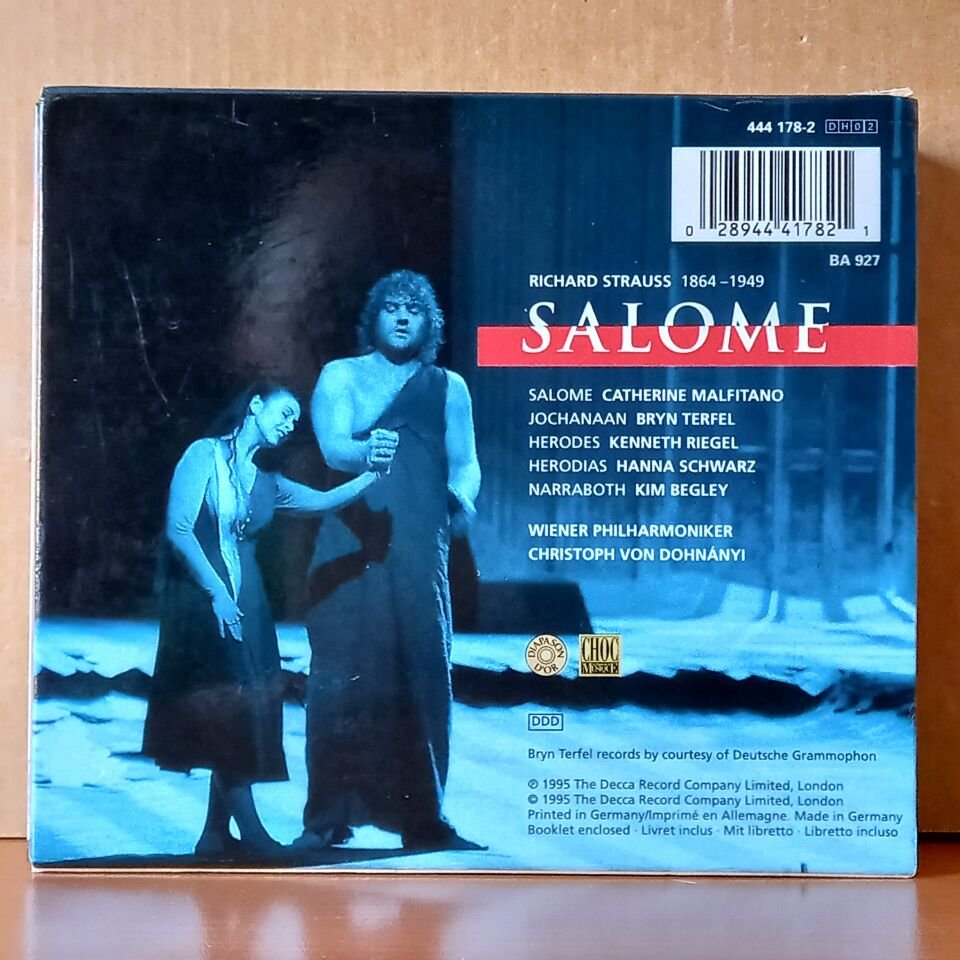 444 178-2 DH02
0 28944 41782 1
BA 927
RICHARD STRAUSS 1864–1949
SALOME
SALOME CATHERINE MALFITANO
JOCHANAAN BRYN TERFEL
HERODES KENNETH RIEGEL
HERODIAS HANNA SCHWARZ
NARRABOTH KIM BEGLEY
WIENER PHILHARMONIKER
CHRISTOPH VON DOHNÁNYI
DIAPASON D'OR
CHOC
MUSIQUE
DDD
Bryn Terfel records by courtesy of Deutsche Grammophon
℗ 1995 The Decca Record Company Limited, London
© 1995 The Decca Record Company Limited, London
Printed in Germany/Imprimé en Allemagne. Made in Germany
Booklet enclosed · Livret inclus · Mit libretto · Libretto incluso